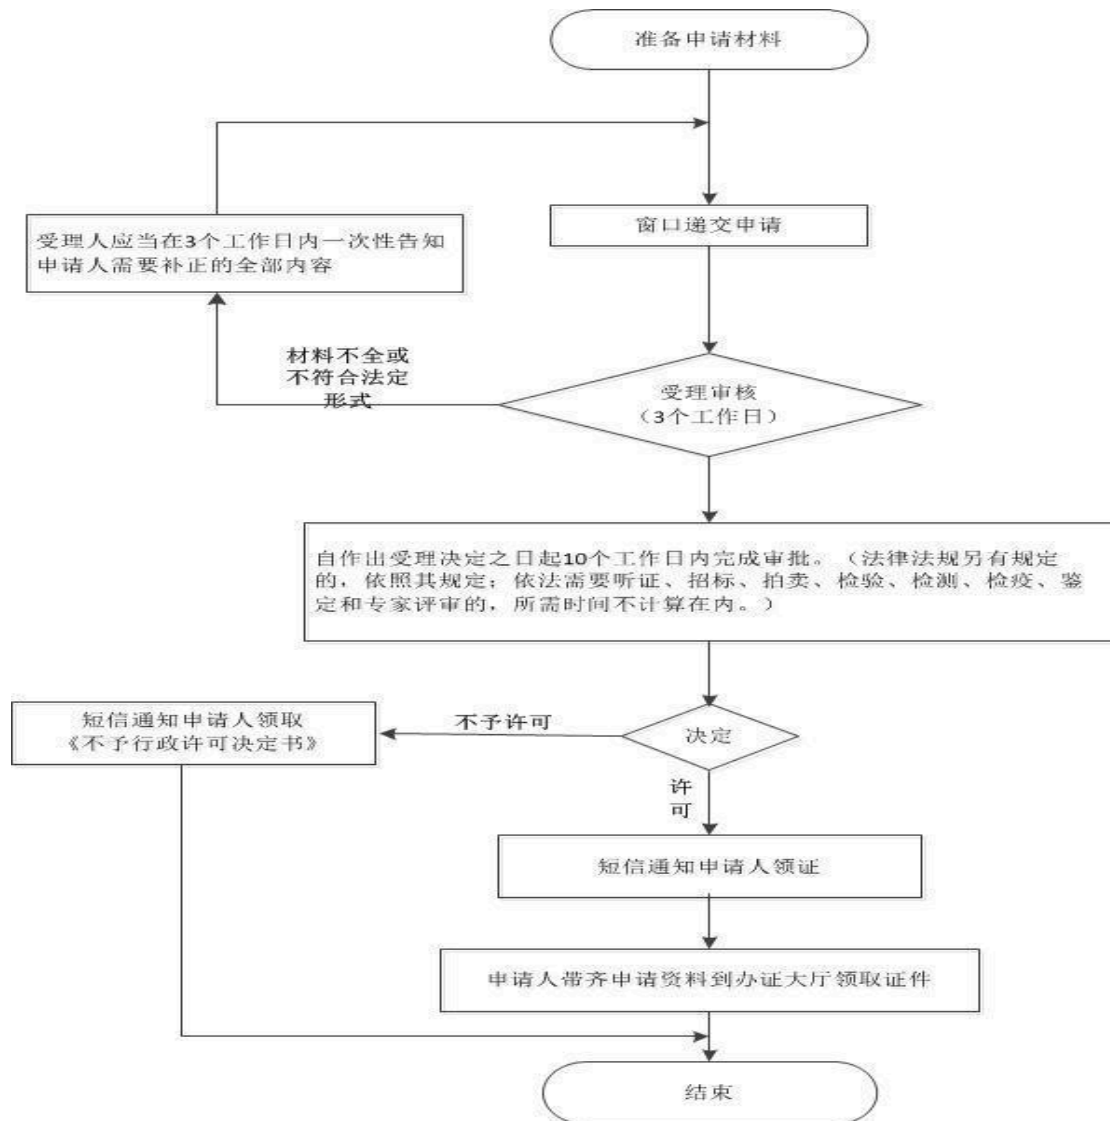 准备申请材料
窗口递交申请
受理人应当在3个工作日内一次性告知
申请人需要补正的全部内容
材料不全或
不符合法定
形式
受理审核
（3个工作日）
自作出受理决定之日起10个工作日内完成审批。（法律法规另有规定
的，依照其规定；依法需要听证、招标、拍卖、检验、检测、检疫、鉴
定和专家评审的，所需时间不计算在内。）
短信通知申请人领取
《不予行政许可决定书》
不予许可
决定
许
可
短信通知申请人领证
申请人带齐申请资料到办证大厅领取证件
结束